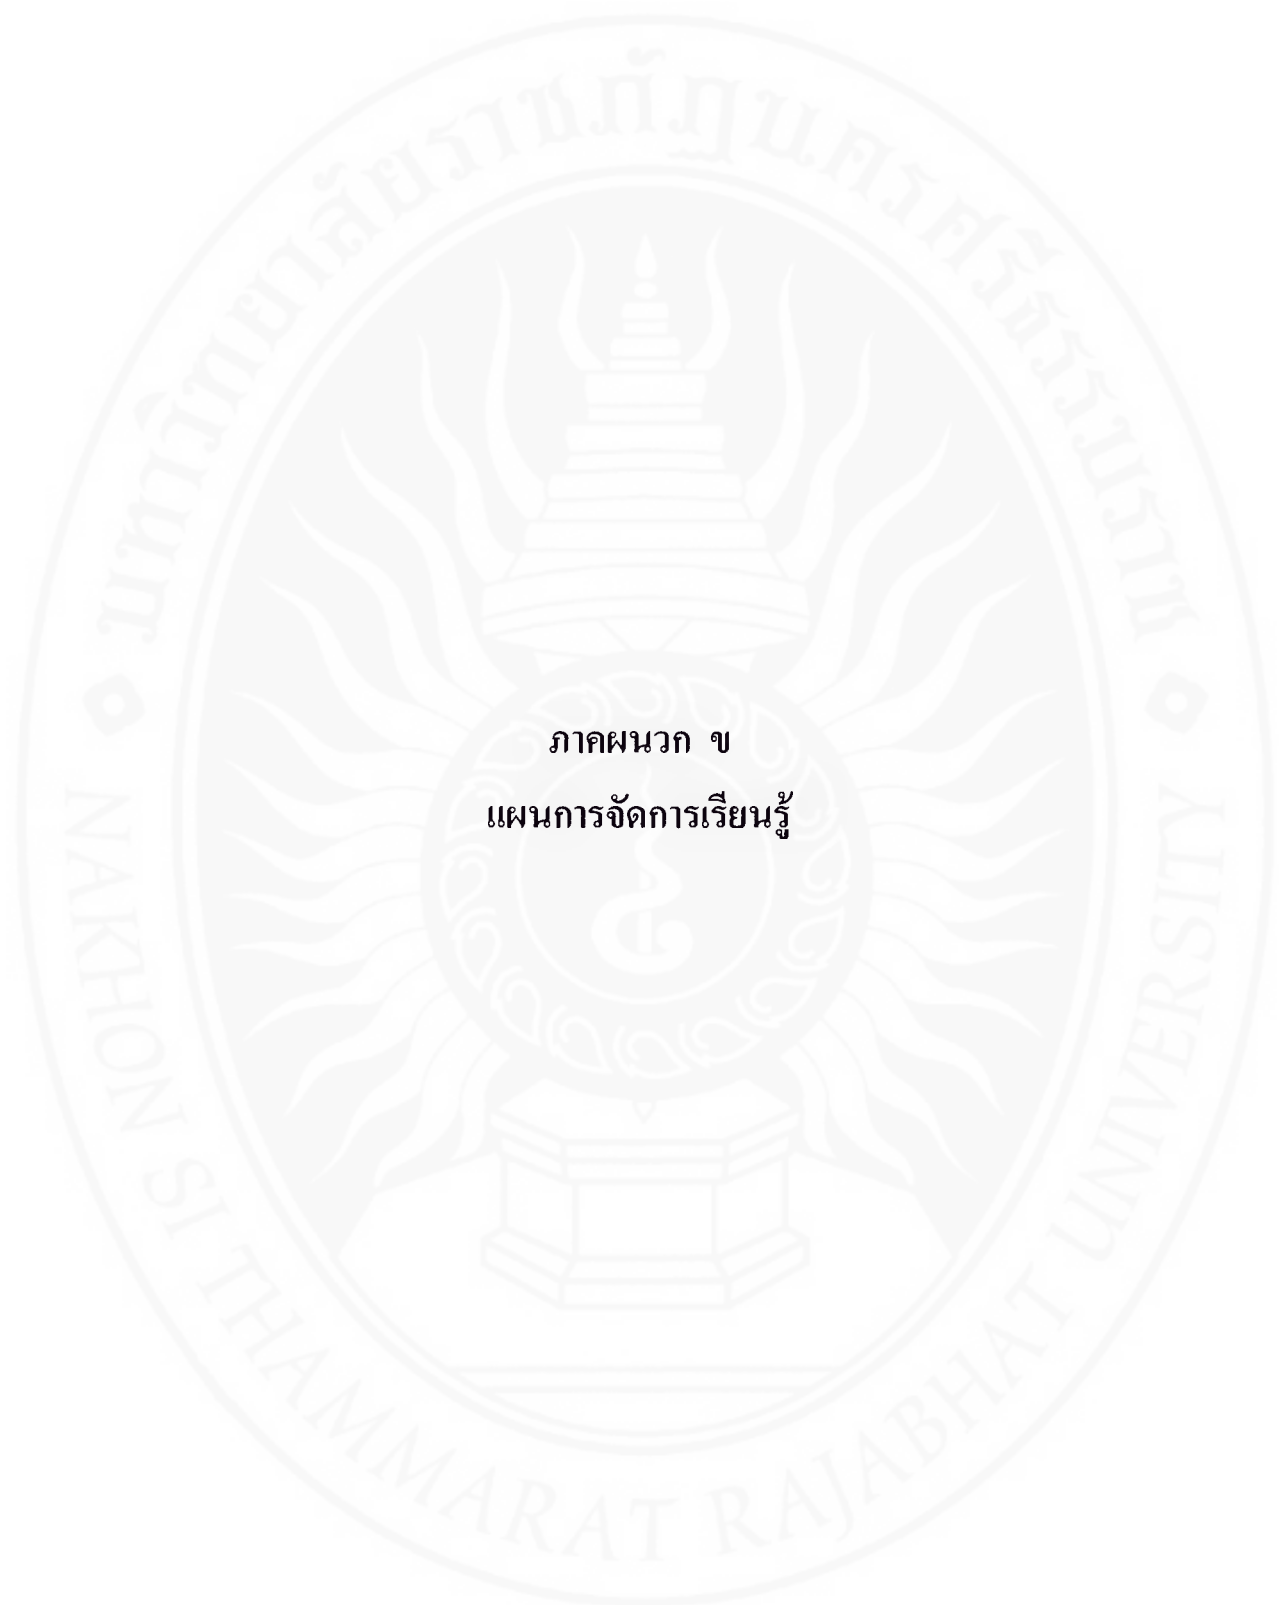 มหาวิทยาลัยราชภัฏนครศรีธรรมราช
ภาคผนวก ข
แผนการจัดการเรียนรู้
NAKHON SI THAMMARAT RAJABHAT UNIVERSITY